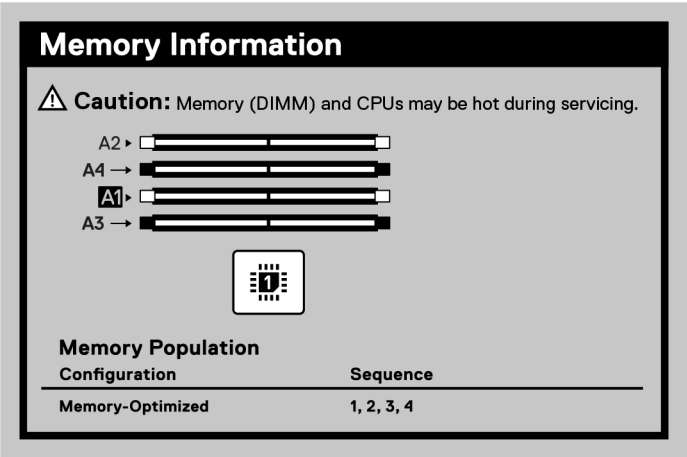 Memory Information
Caution: Memory (DIMM) and CPUs may be hot during servicing.
A2
A4
A1
A3
1
Memory Population
Configuration Sequence
Memory-Optimized 1, 2, 3, 4